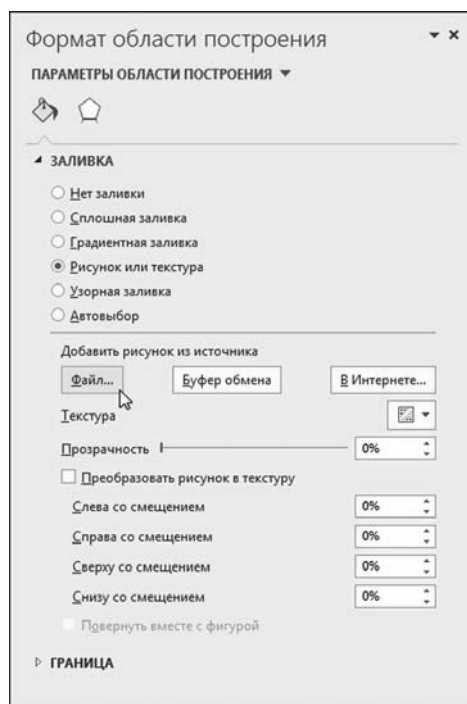 Формат области построения
ПАРАМЕТРЫ ОБЛАСТИ ПОСТРОЕНИЯ
ЗАЛИВКА
Нет заливки
Сплошная заливка
Градиентная заливка
Рисунок или текстура
Узорная заливка
Автовыбор
Добавить рисунок из источника
Файл... Буфер обмена В Интернете...
Текстура
Прозрачность 0%
Преобразовать рисунок в текстуру
Слева со смещением 0%
Справа со смещением 0%
Сверху со смещением 0%
Снизу со смещением 0%
Повернуть вместе с фигурой
ГРАНИЦА